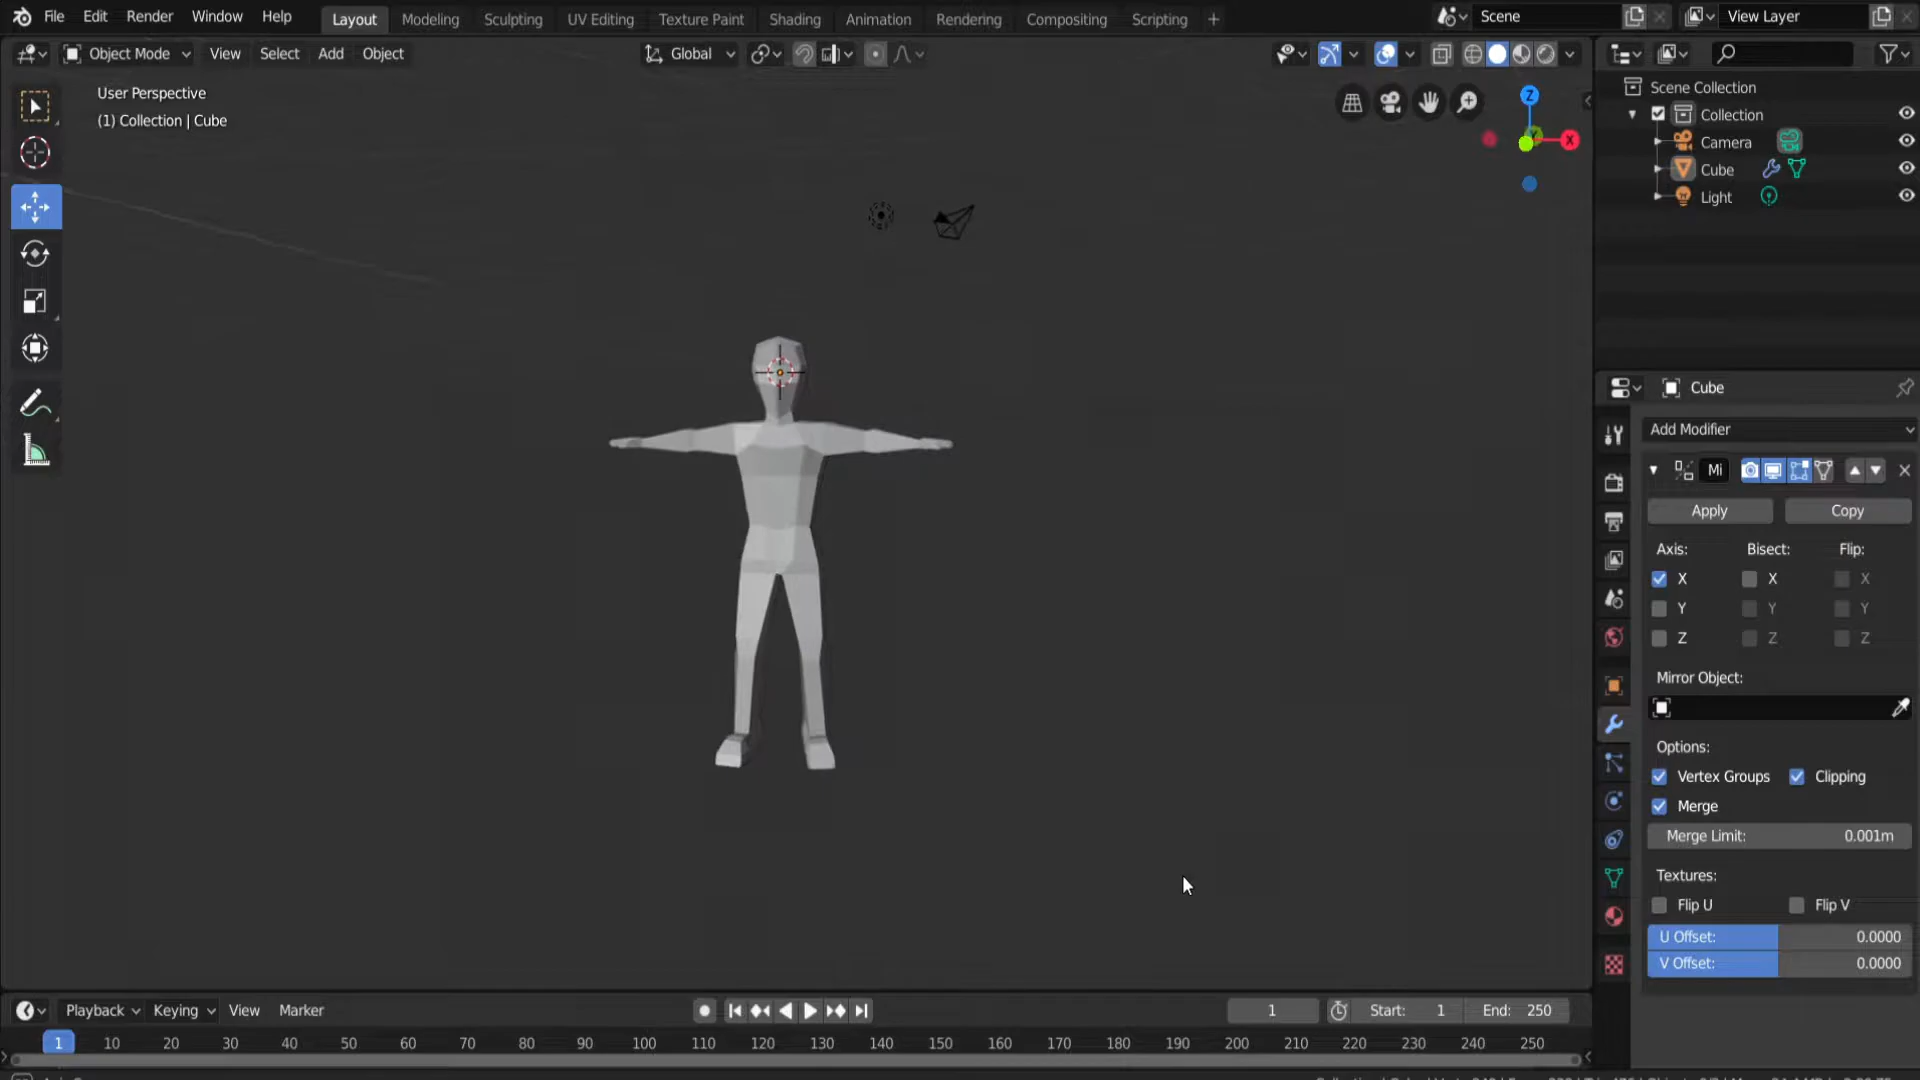 File Edit Render Window Help Layout Modeling Sculpting UV Editing Texture Paint Shading Animation Rendering Compositing Scripting + Scene View Layer
Object Mode View Select Add Object Global
User Perspective
(1) Collection | Cube
Z
X
Scene Collection
Collection
Camera
Cube
Light
Cube
Add Modifier
Mi
Apply Copy
Axis: Bisect: Flip:
X X X
Y Y Y
Z Z Z
Mirror Object:
Options:
Vertex Groups Clipping
Merge
Merge Limit: 0.001m
Textures:
Flip U Flip V
U Offset: 0.0000
V Offset: 0.0000
Playback Keying View Marker 1 Start: 1 End: 250
1 10 20 30 40 50 60 70 80 90 100 110 120 130 140 150 160 170 180 190 200 210 220 230 240 250